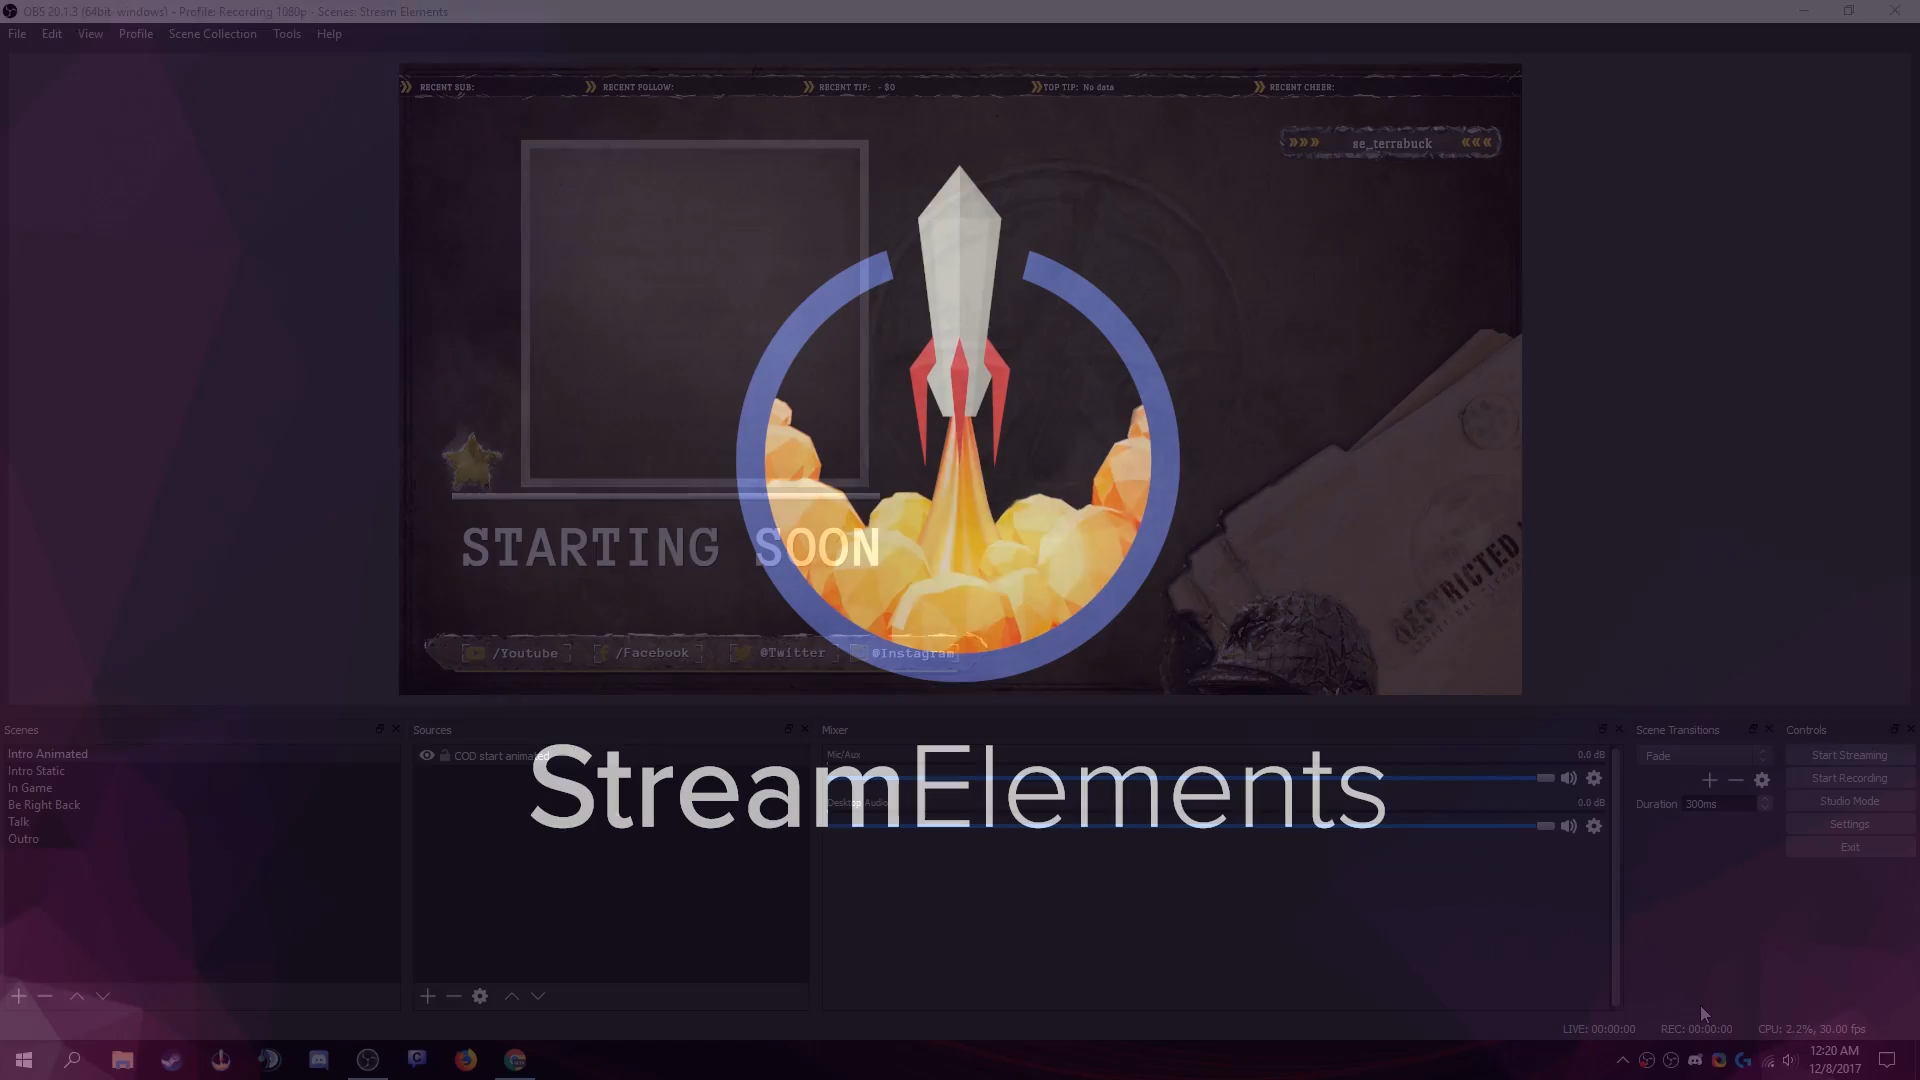 OBS 20.1.3 (64bit, windows) - Profile: Recording 1080p - Scenes: Stream Elements
File Edit View Profile Scene Collection Tools Help
RECENT SUB: RECENT FOLLOW: RECENT TIP: - $0 TOP TIP: No data RECENT CHEER:
se_terrabuck
STARTING SOON
RESTRICTED
/Youtube /Facebook @Twitter @Instagram
Scenes
Intro Animated
Intro Static
In Game
Be Right Back
Talk
Outro
Sources
COD start animated
Mixer
Mic/Aux 0.0 dB
Desktop Audio 0.0 dB
StreamElements
Scene Transitions
Fade
Duration 300ms
Controls
Start Streaming
Start Recording
Studio Mode
Settings
Exit
LIVE: 00:00:00 REC: 00:00:00 CPU: 2.2%, 30.00 fps
12:20 AM
12/8/2017